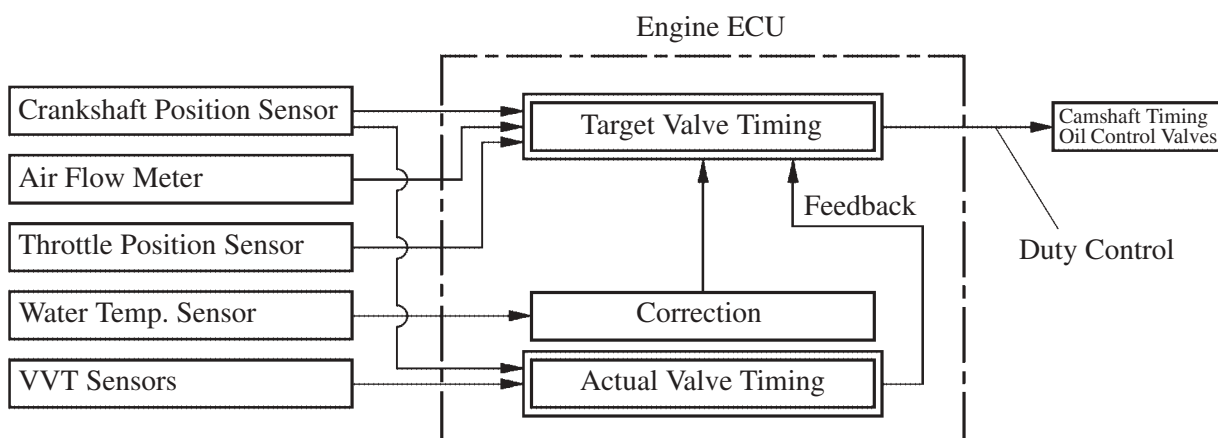 Engine ECU
Crankshaft Position Sensor
Target Valve Timing
Camshaft Timing
Oil Control Valves
Air Flow Meter
Feedback
Throttle Position Sensor
Duty Control
Water Temp. Sensor
Correction
VVT Sensors
Actual Valve Timing